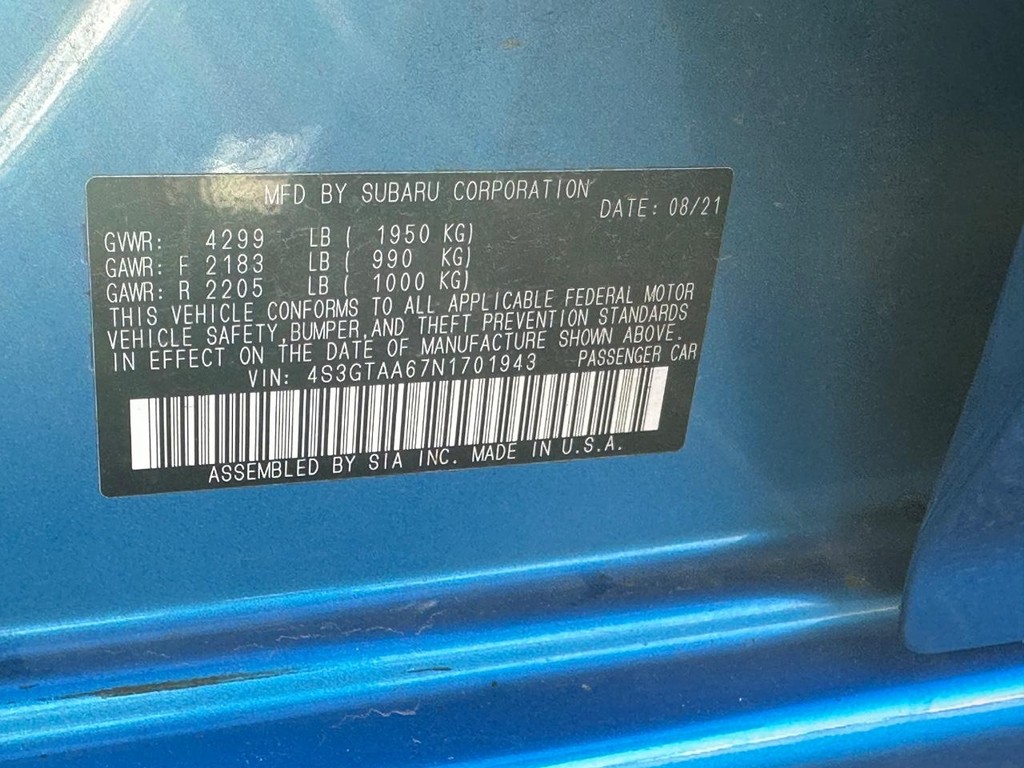 MFD BY SUBARU CORPORATION
DATE: 08/21
GVWR: 4299 LB ( 1950 KG)
GAWR: F 2183 LB ( 990 KG)
GAWR: R 2205 LB ( 1000 KG)
THIS VEHICLE CONFORMS TO ALL APPLICABLE FEDERAL MOTOR
VEHICLE SAFETY,BUMPER,AND THEFT PREVENTION STANDARDS
IN EFFECT ON THE DATE OF MANUFACTURE SHOWN ABOVE.
VIN: 4S3GTAA67N1701943 PASSENGER CAR
ASSEMBLED BY SIA INC. MADE IN U.S.A.